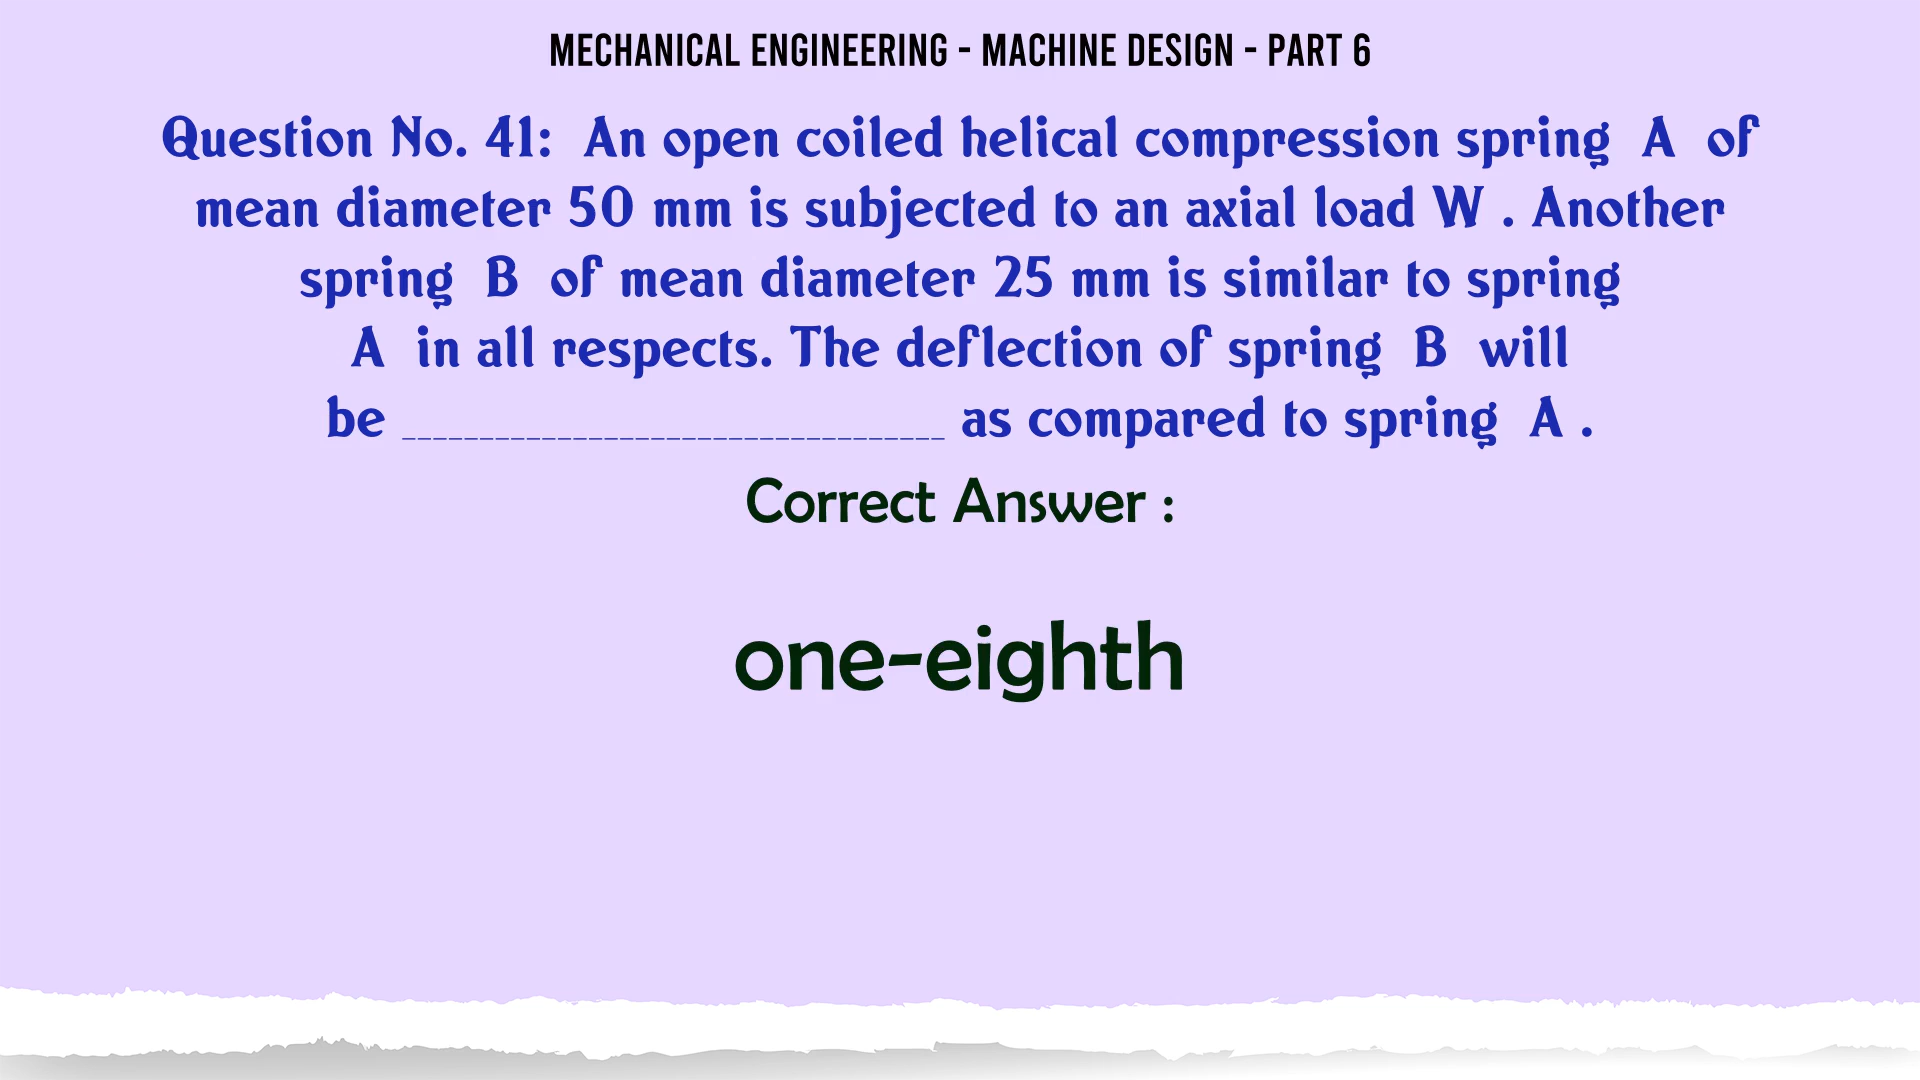 MECHANICAL ENGINEERING - MACHINE DESIGN - PART 6
Question No. 41: An open coiled helical compression spring A of
mean diameter 50 mm is subjected to an axial load W . Another
spring B of mean diameter 25 mm is similar to spring
A in all respects. The deflection of spring B will
be ___________________________________ as compared to spring A .
Correct Answer :
one-eighth